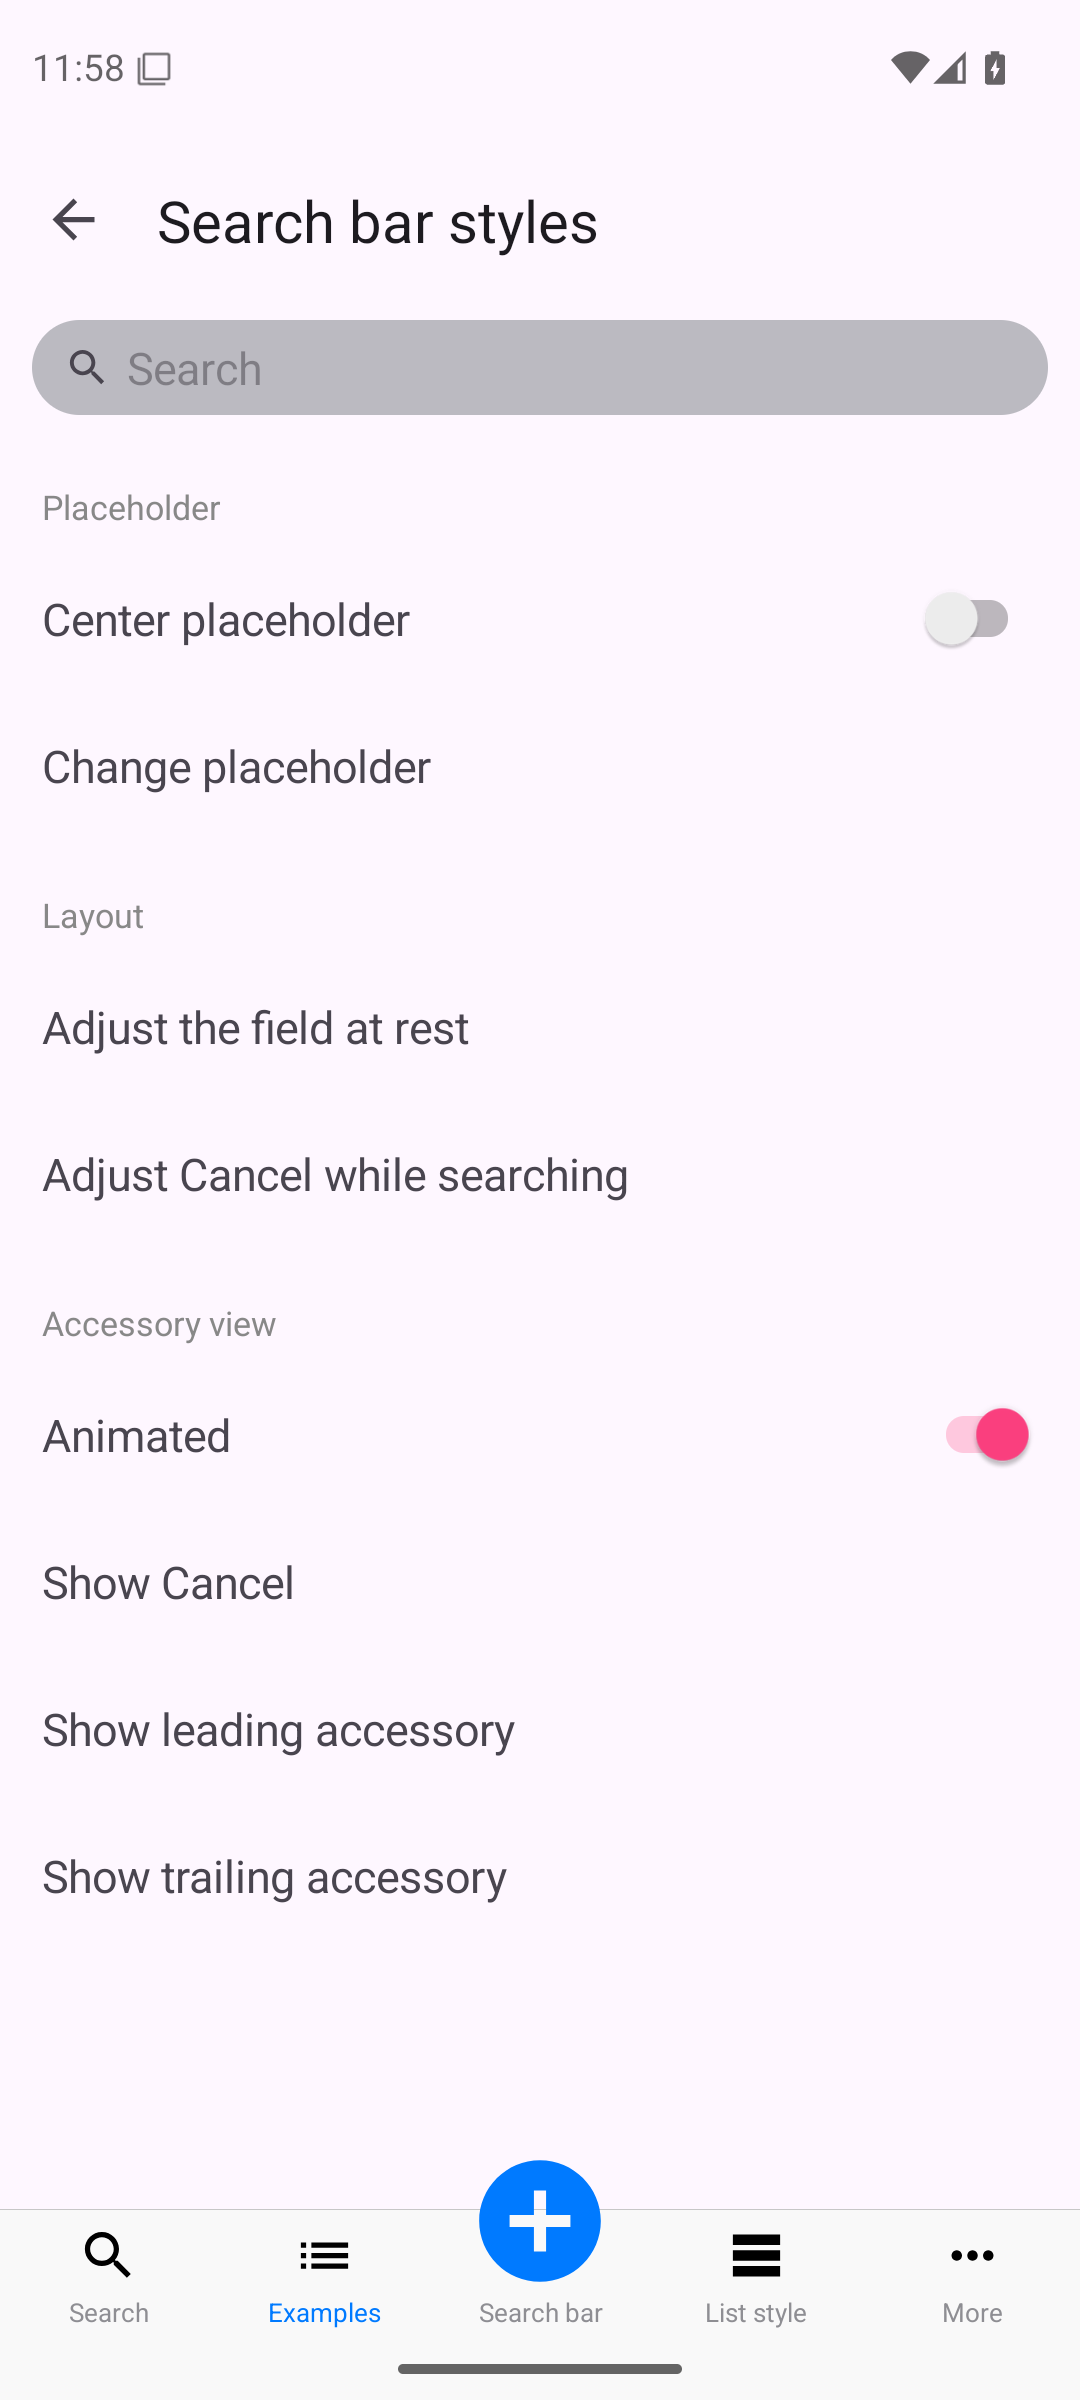 11:58
Search bar styles
Search
Placeholder
Center placeholder
Change placeholder
Layout
Adjust the field at rest
Adjust Cancel while searching
Accessory view
Animated
Show Cancel
Show leading accessory
Show trailing accessory
Search
Examples
Search bar
List style
More